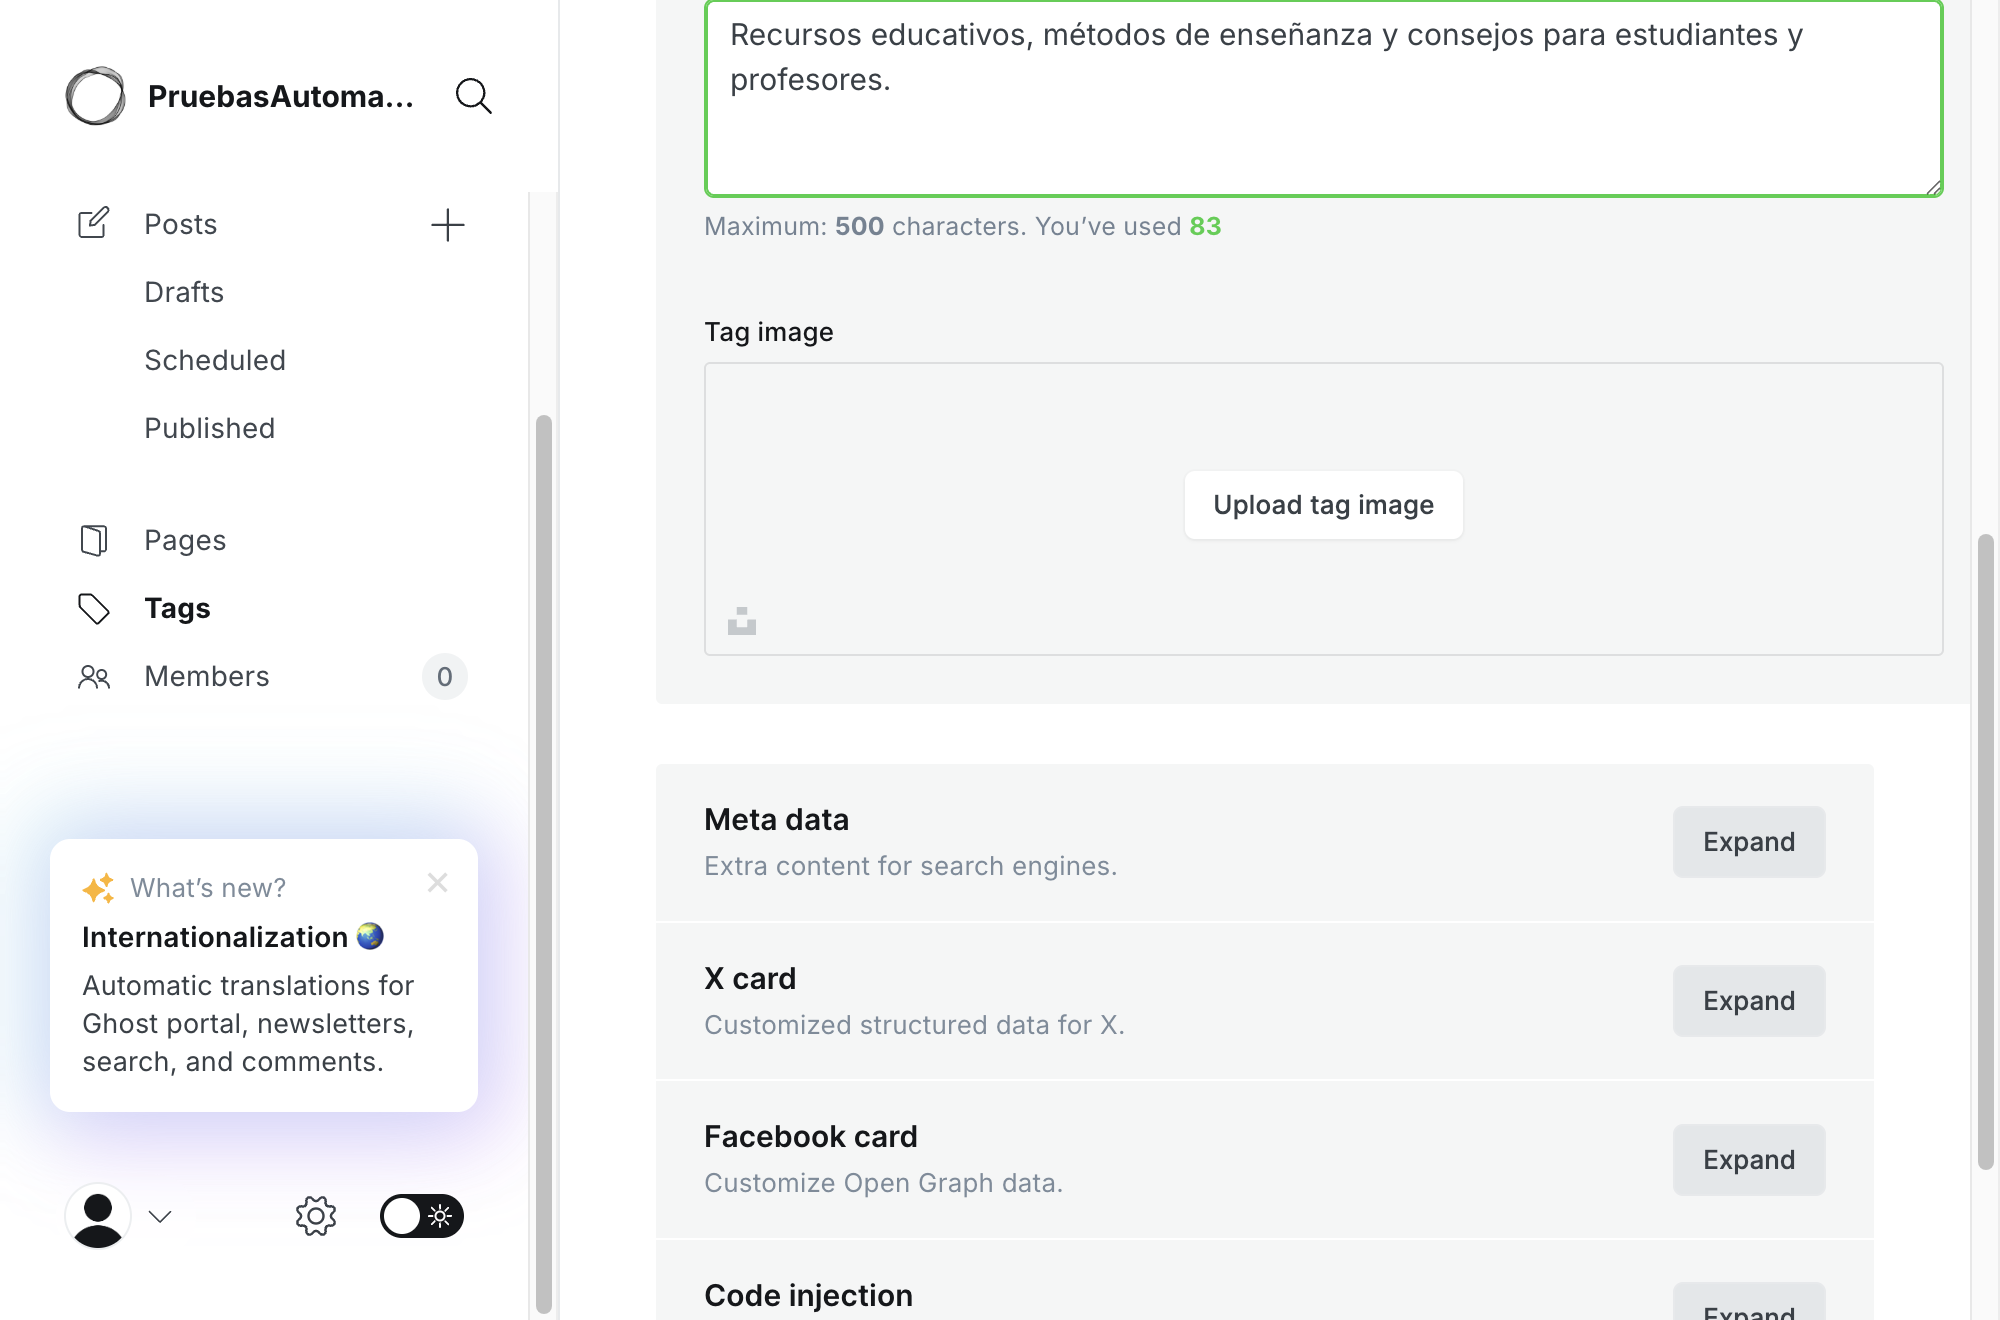 PruebasAutoma...
Posts
Drafts
Scheduled
Published
Pages
Tags
Members
0
What's new?
Internationalization
Automatic translations for
Ghost portal, newsletters,
search, and comments.
Recursos educativos, métodos de enseñanza y consejos para estudiantes y
profesores.
Maximum: 500 characters. You've used 83
Tag image
Upload tag image
Meta data
Extra content for search engines.
Expand
X card
Customized structured data for X.
Expand
Facebook card
Customize Open Graph data.
Expand
Code injection
Expand